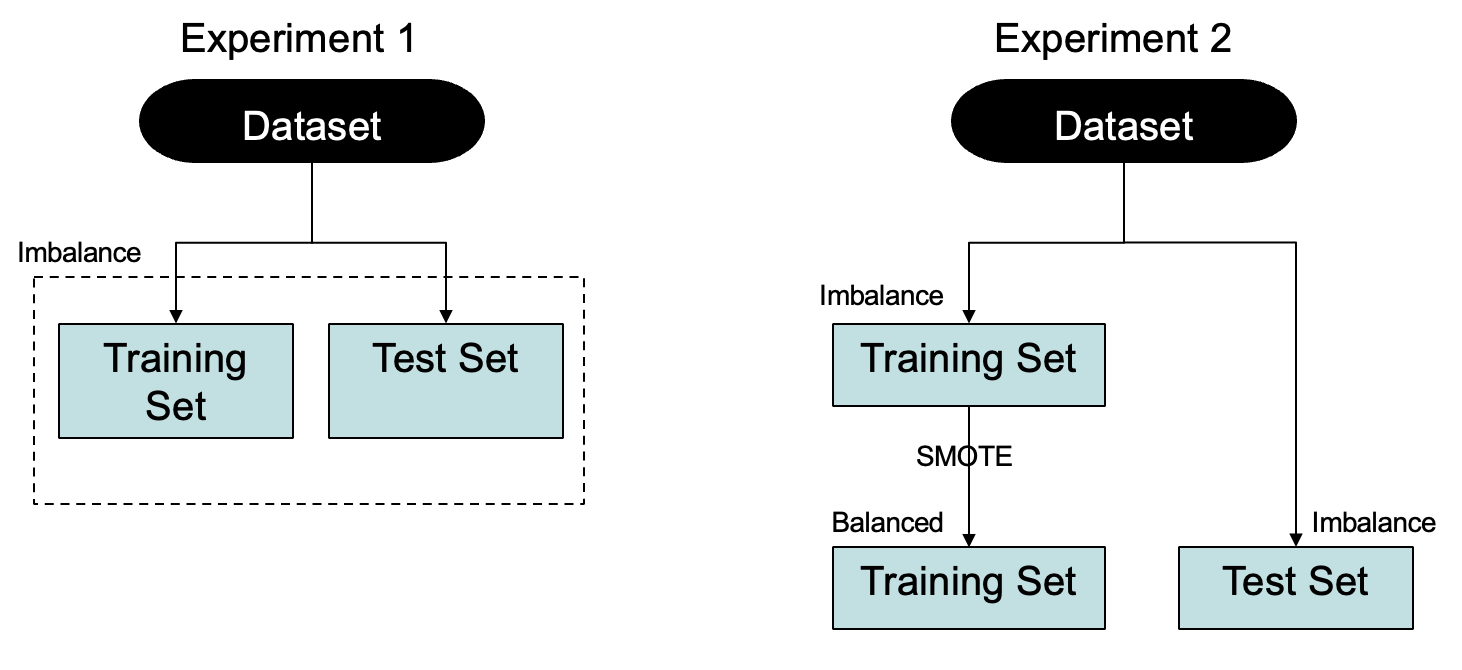 Experiment 1
Dataset
Imbalance
Training
Set
Test Set
Experiment 2
Dataset
Imbalance
Training Set
SMOTE
Balanced
Training Set
Imbalance
Test Set